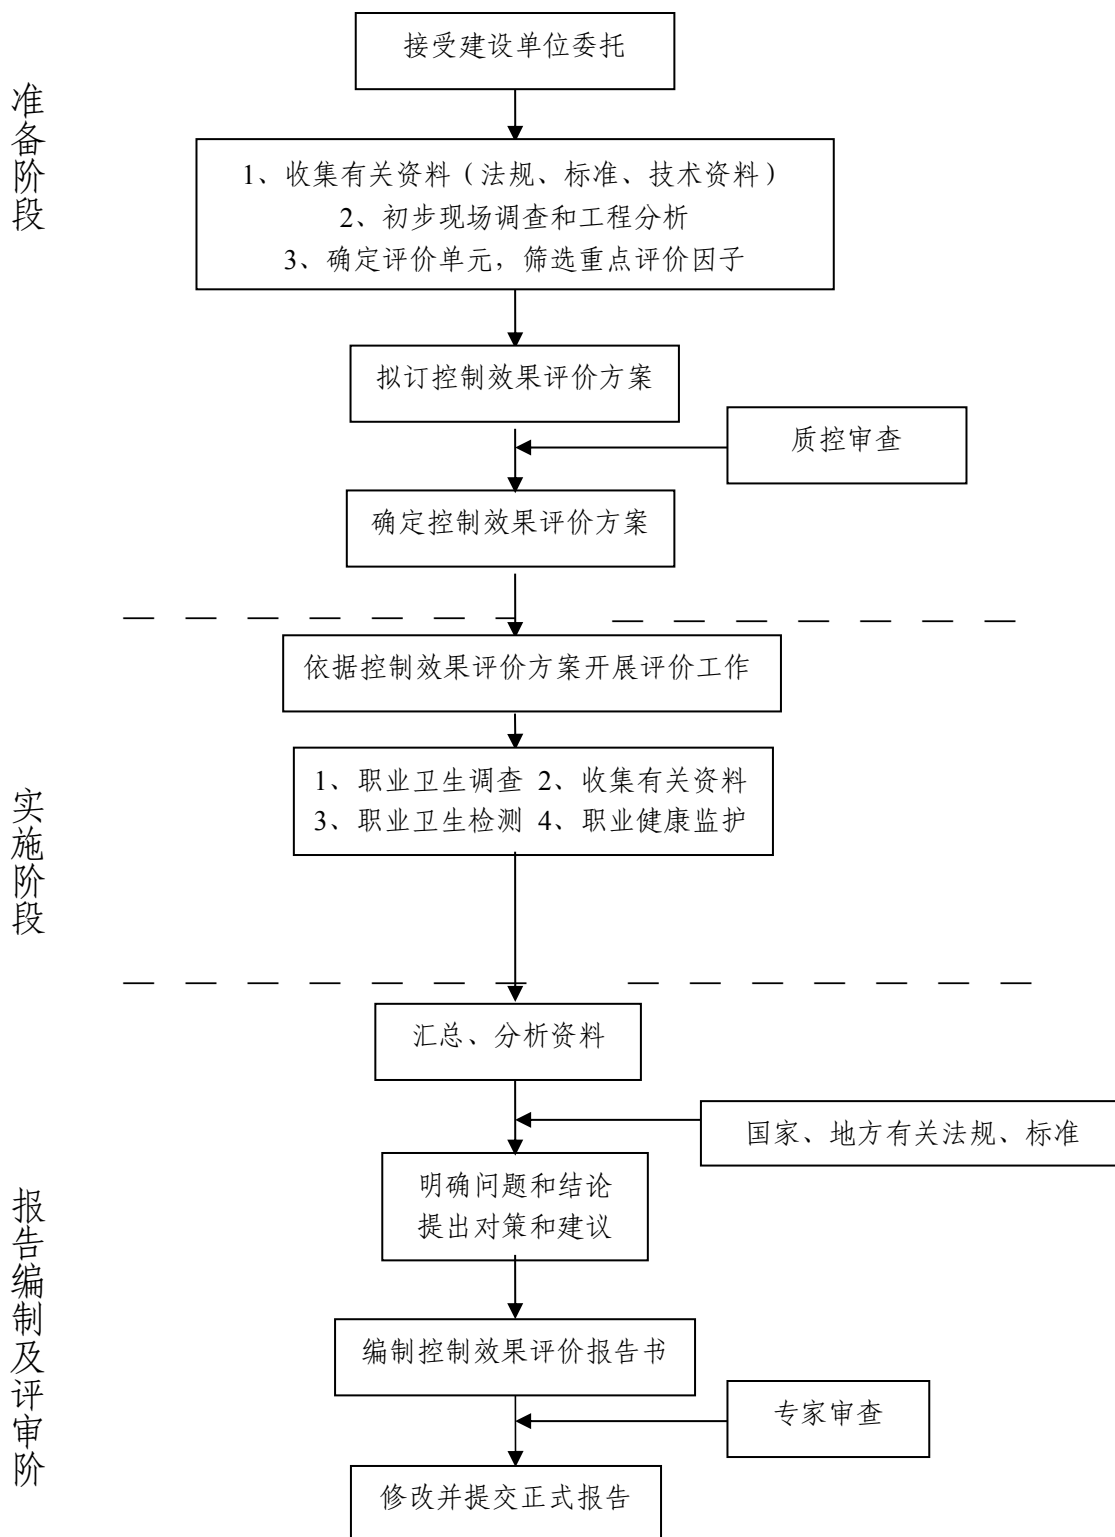 准备阶段
接受建设单位委托
1、收集有关资料（法规、标准、技术资料）
2、初步现场调查和工程分析
3、确定评价单元，筛选重点评价因子
拟订控制效果评价方案
质控审查
确定控制效果评价方案
实施阶段
依据控制效果评价方案开展评价工作
1、职业卫生调查 2、收集有关资料
3、职业卫生检测 4、职业健康监护
报告编制及评审阶
汇总、分析资料
国家、地方有关法规、标准
明确问题和结论
提出对策和建议
编制控制效果评价报告书
专家审查
修改并提交正式报告